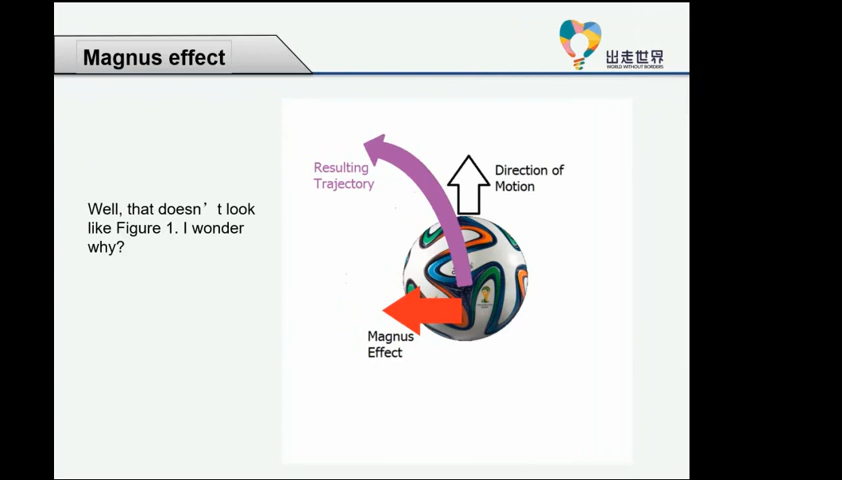 Magnus effect
出走世界
WORLD WITHOUT BORDERS
Well, that doesn’t look
like Figure 1. I wonder
why?
Resulting
Trajectory
Direction of
Motion
Magnus
Effect